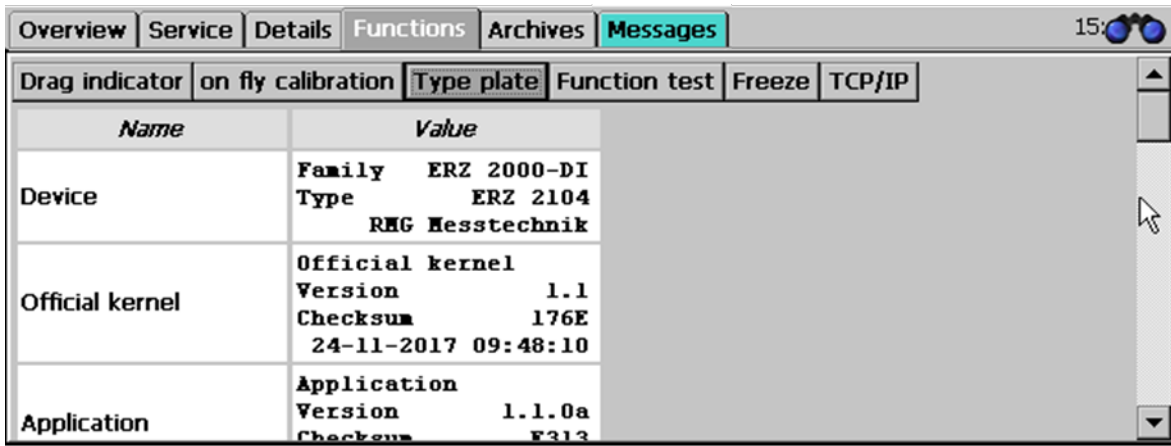 Overview Service Details Functions Archives Messages 15:
Drag indicator on fly calibration Type plate Function test Freeze TCP/IP
Name Value
Device
Family ERZ 2000-DI
Type ERZ 2104
RMG Messtechnik
Official kernel
Official kernel
Version 1.1
Checksum 176E
24-11-2017 09:48:10
Application
Application
Version 1.1.0a
Checksum F313